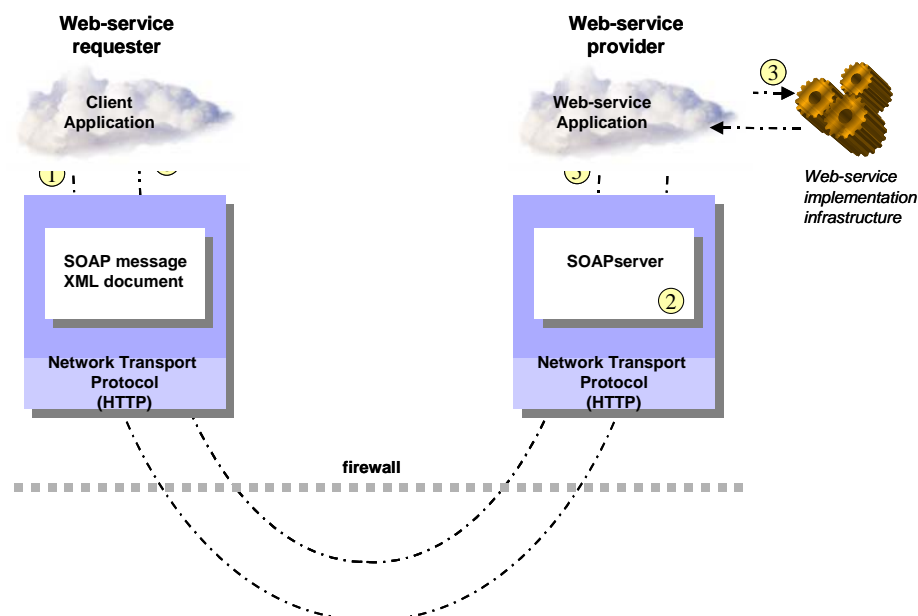 Web-service
requester
Client
Application
1
SOAP message
XML document
Network Transport
Protocol
(HTTP)
Web-service
provider
Web-service
Application
3
Web-service
implementation
infrastructure
SOAPserver
2
Network Transport
Protocol
(HTTP)
firewall